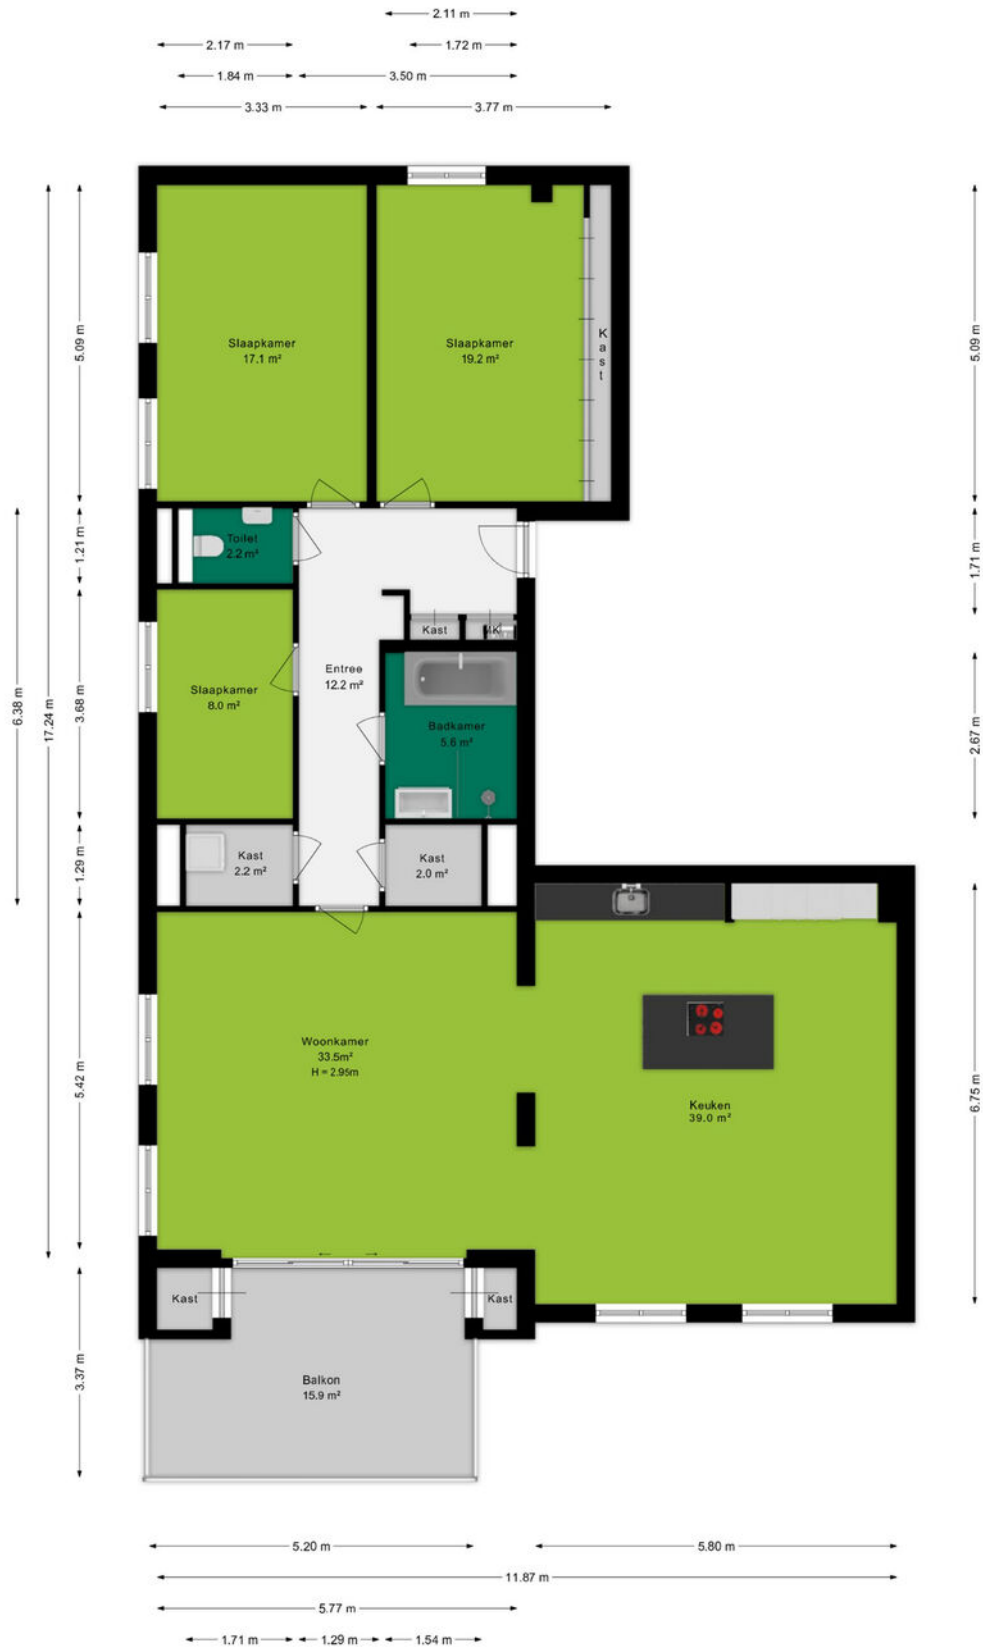 2.11 m
2.17 m
1.72 m
1.84 m
3.50 m
3.33 m
3.77 m
17.24 m
5.09 m
5.09 m
Slaapkamer
17.1 m²
Slaapkamer
19.2 m²
Kast
6.38 m
1.21 m
Toilet
2.2 m²
1.71 m
Kast
MK
3.68 m
Slaapkamer
8.0 m²
Entree
12.2 m²
Badkamer
5.6 m²
2.67 m
1.29 m
Kast
2.2 m²
Kast
2.0 m²
5.42 m
Woonkamer
33.5m²
H = 2.95m
Keuken
39.0 m²
6.75 m
Kast
Kast
3.37 m
Balkon
15.9 m²
5.20 m
5.80 m
11.87 m
5.77 m
1.71 m
1.29 m
1.54 m